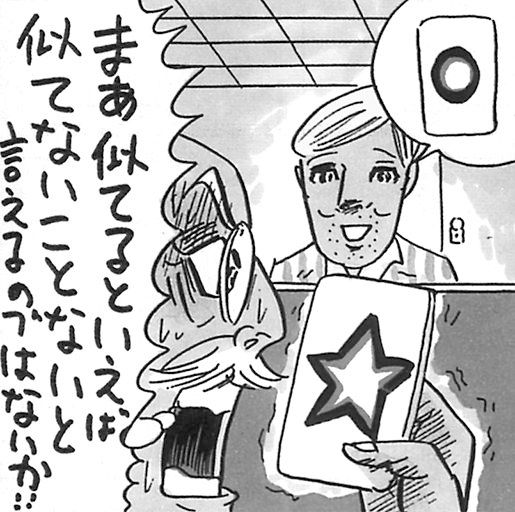 まあ似てるといえば
似てないことないと
言えるのではないか…